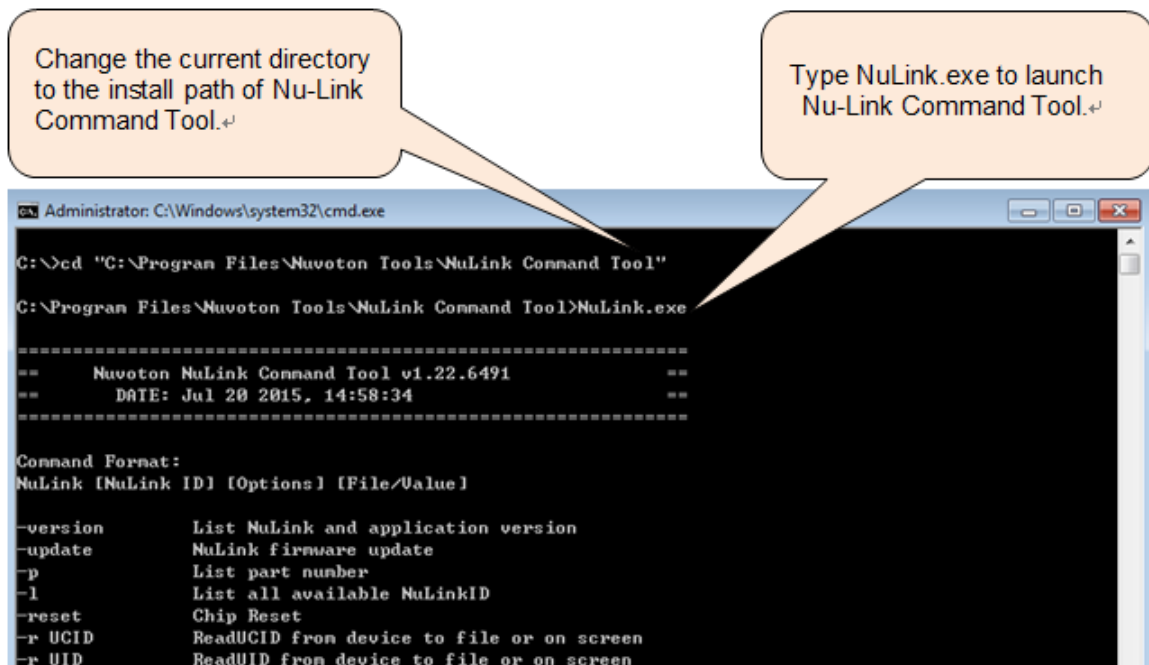 Change the current directory
to the install path of Nu-Link
Command Tool.↵
Type NuLink.exe to launch
Nu-Link Command Tool.↵
Administrator: C:\Windows\system32\cmd.exe
C:\>cd "C:\Program Files\Nuvoton Tools\NuLink Command Tool"
C:\Program Files\Nuvoton Tools\NuLink Command Tool>NuLink.exe
==============================================================
== Nuvoton NuLink Command Tool v1.22.6491 ==
== DATE: Jul 20 2015, 14:58:34 ==
==============================================================
Command Format:
NuLink [NuLink ID] [Options] [File/Value]
-version List NuLink and application version
-update NuLink firmware update
-p List part number
-l List all available NuLinkID
-reset Chip Reset
-r UCID ReadUCID from device to file or on screen
-r UID ReadUID from device to file or on screen